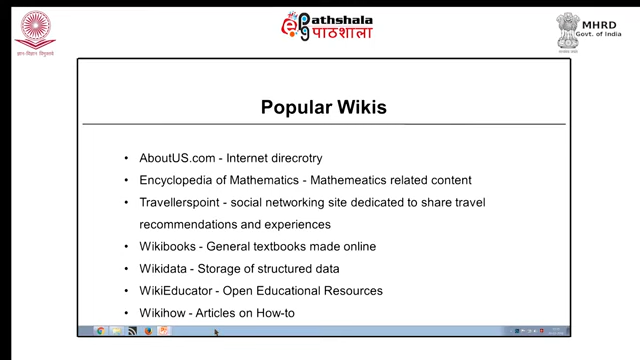 Pathshala
पाठशाला
MHRD
Govt. of India
Popular Wikis
• AboutUS.com - Internet direcrotry
• Encyclopedia of Mathematics - Mathemeatics related content
• Travellerspoint - social networking site dedicated to share travel
recommendations and experiences
• Wikibooks - General textbooks made online
• Wikidata - Storage of structured data
• WikiEducator - Open Educational Resources
• Wikihow - Articles on How-to